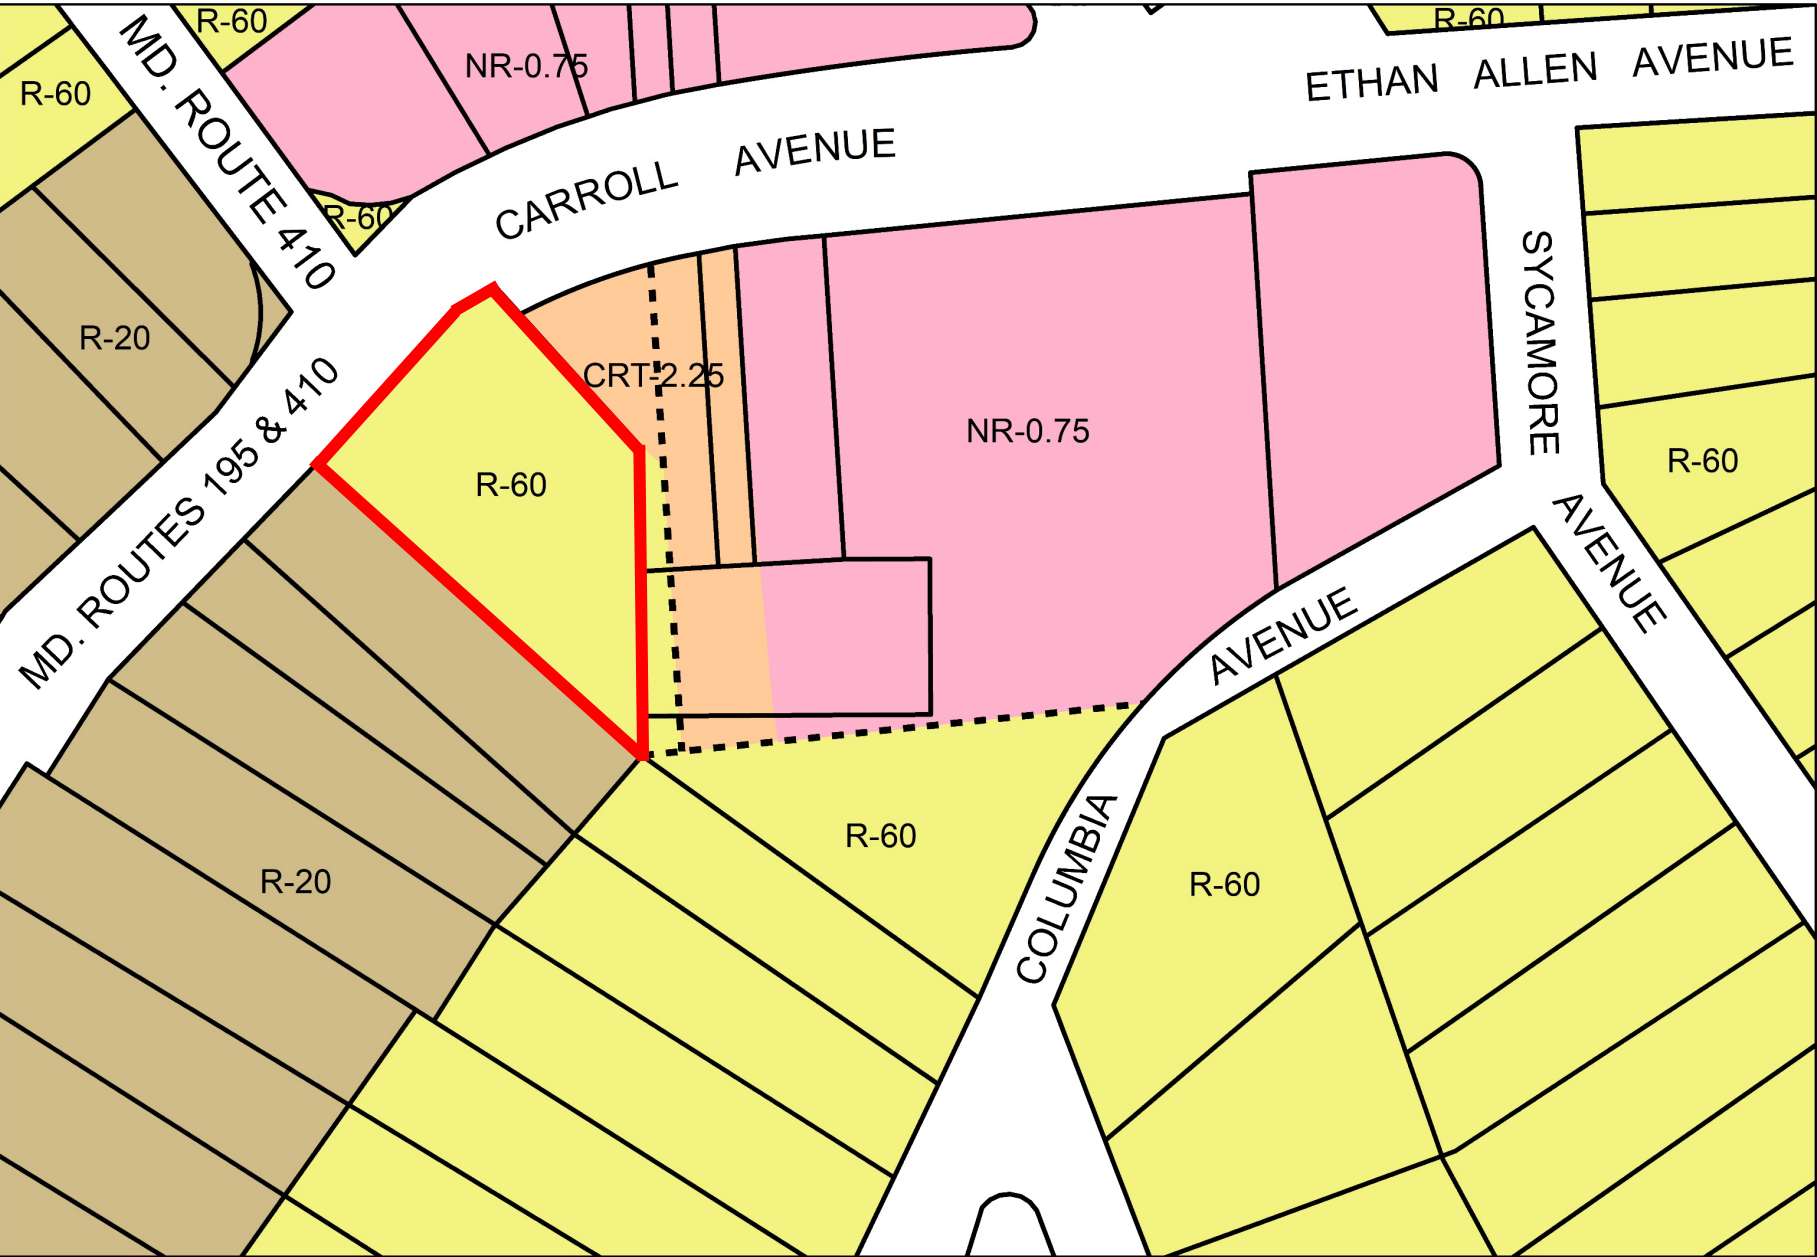 R-60
R-60
MD. ROUTE 410
R-60
NR-0.75
R-60
ETHAN ALLEN AVENUE
CARROLL AVENUE
R-60
R-20
MD. ROUTES 195 & 410
CRT-2.25
R-60
NR-0.75
SYCAMORE AVENUE
R-60
COLUMBIA AVENUE
R-60
R-60
R-20